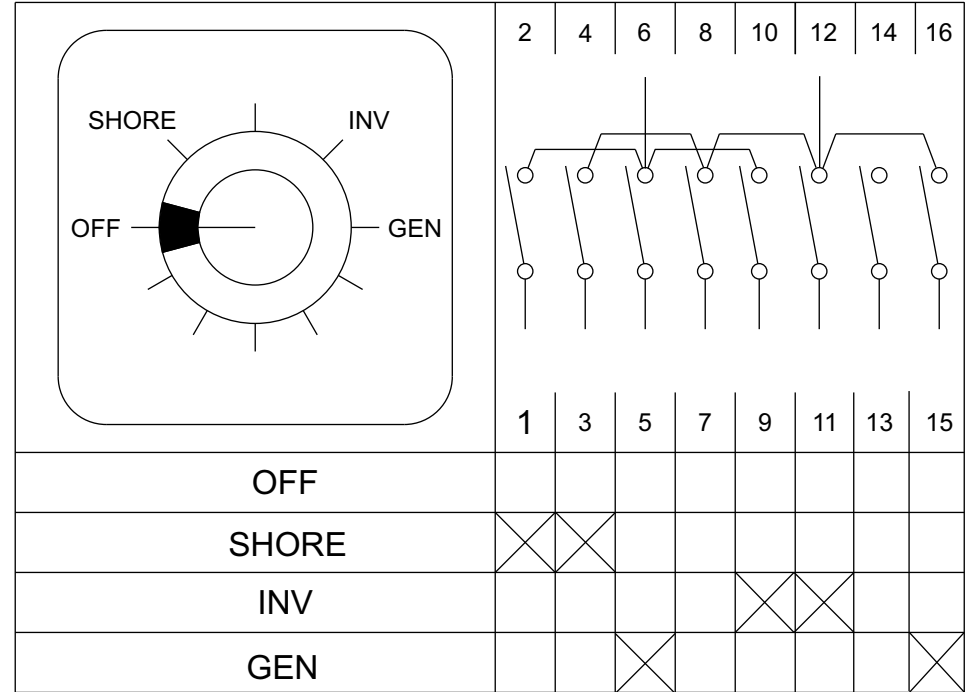 2 4 6 8 10 12 14 16
SHORE INV
OFF GEN
1 3 5 7 9 11 13 15
OFF
SHORE
INV
GEN